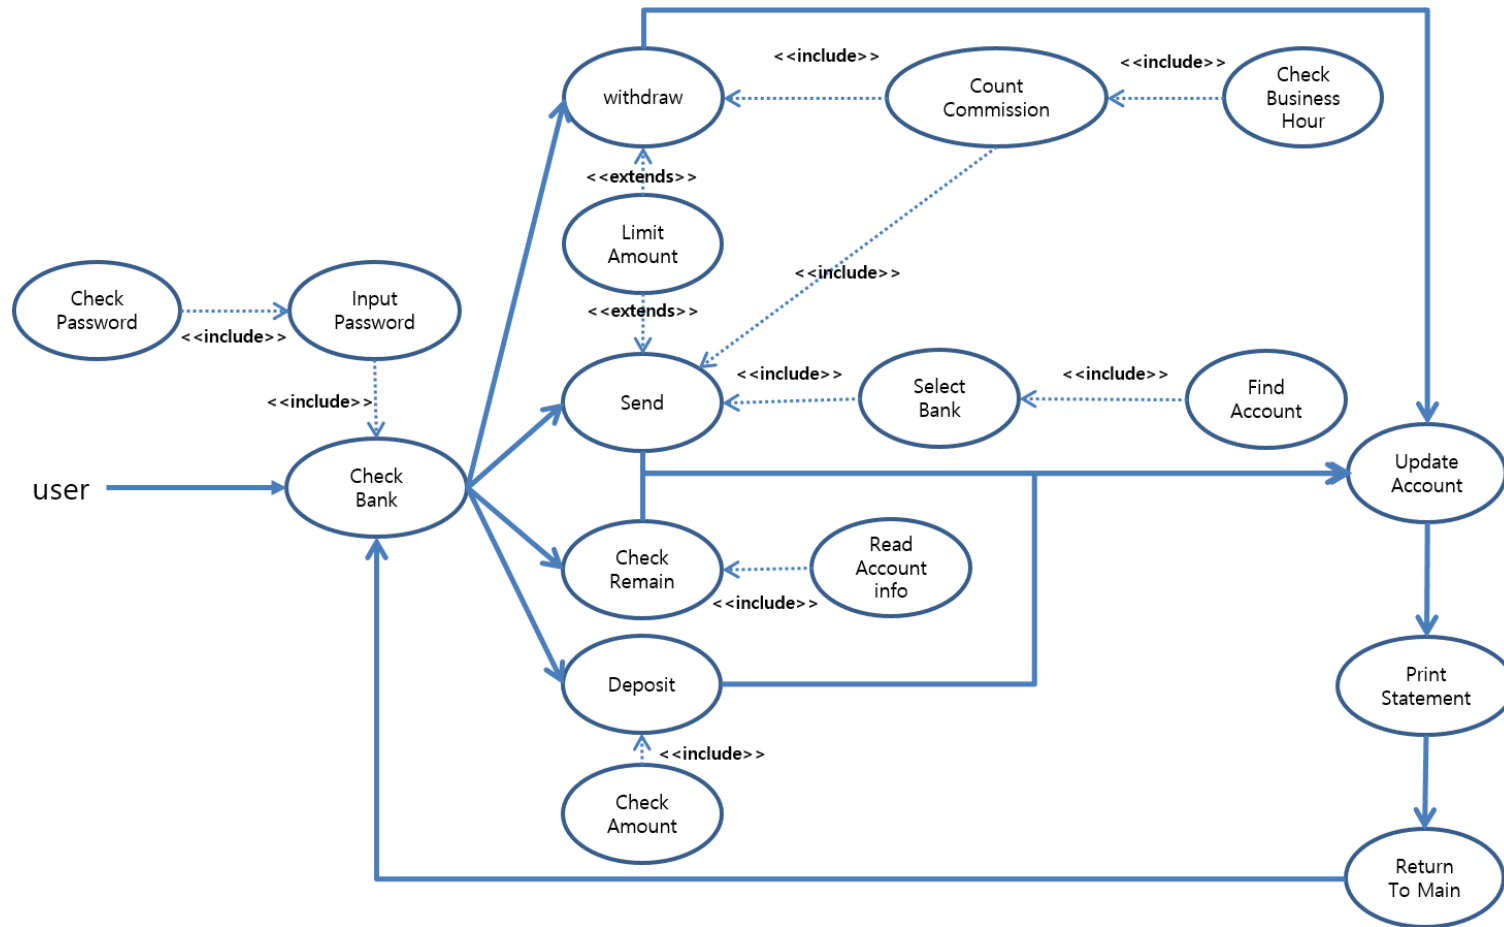 <<include>>
<<include>>
withdraw
Count
Commission
Check
Business
Hour
<<extends>>
Limit
Amount
<<include>>
Check
Password
<<include>>
Input
Password
<<extends>>
<<include>>
Send
<<include>>
Select
Bank
<<include>>
Find
Account
user
Check
Bank
Update
Account
Check
Remain
<<include>>
Read
Account
info
Deposit
<<include>>
Check
Amount
Print
Statement
Return
To Main